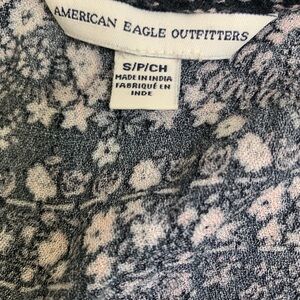 AMERICAN EAGLE OUTFITTERS
S/P/CH
MADE IN INDIA
FABRIQUÉ EN
INDE